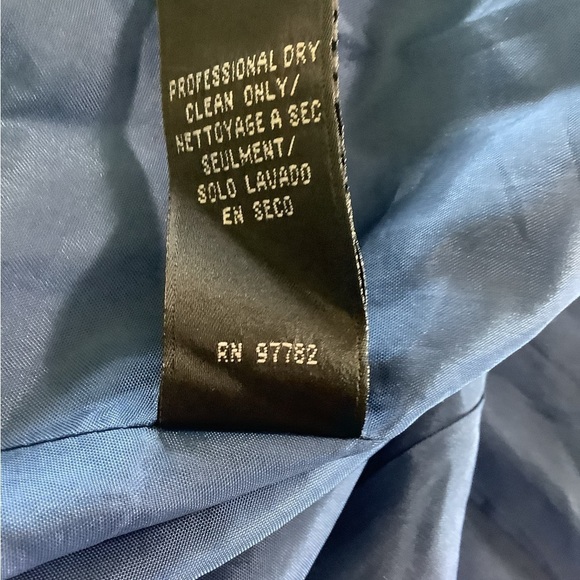 PROFESSIONAL DRY
CLEAN ONLY/
NETTOYAGE A SEC
SEULMENT/
SOLO LAVADO
EN SECO
RN 97782